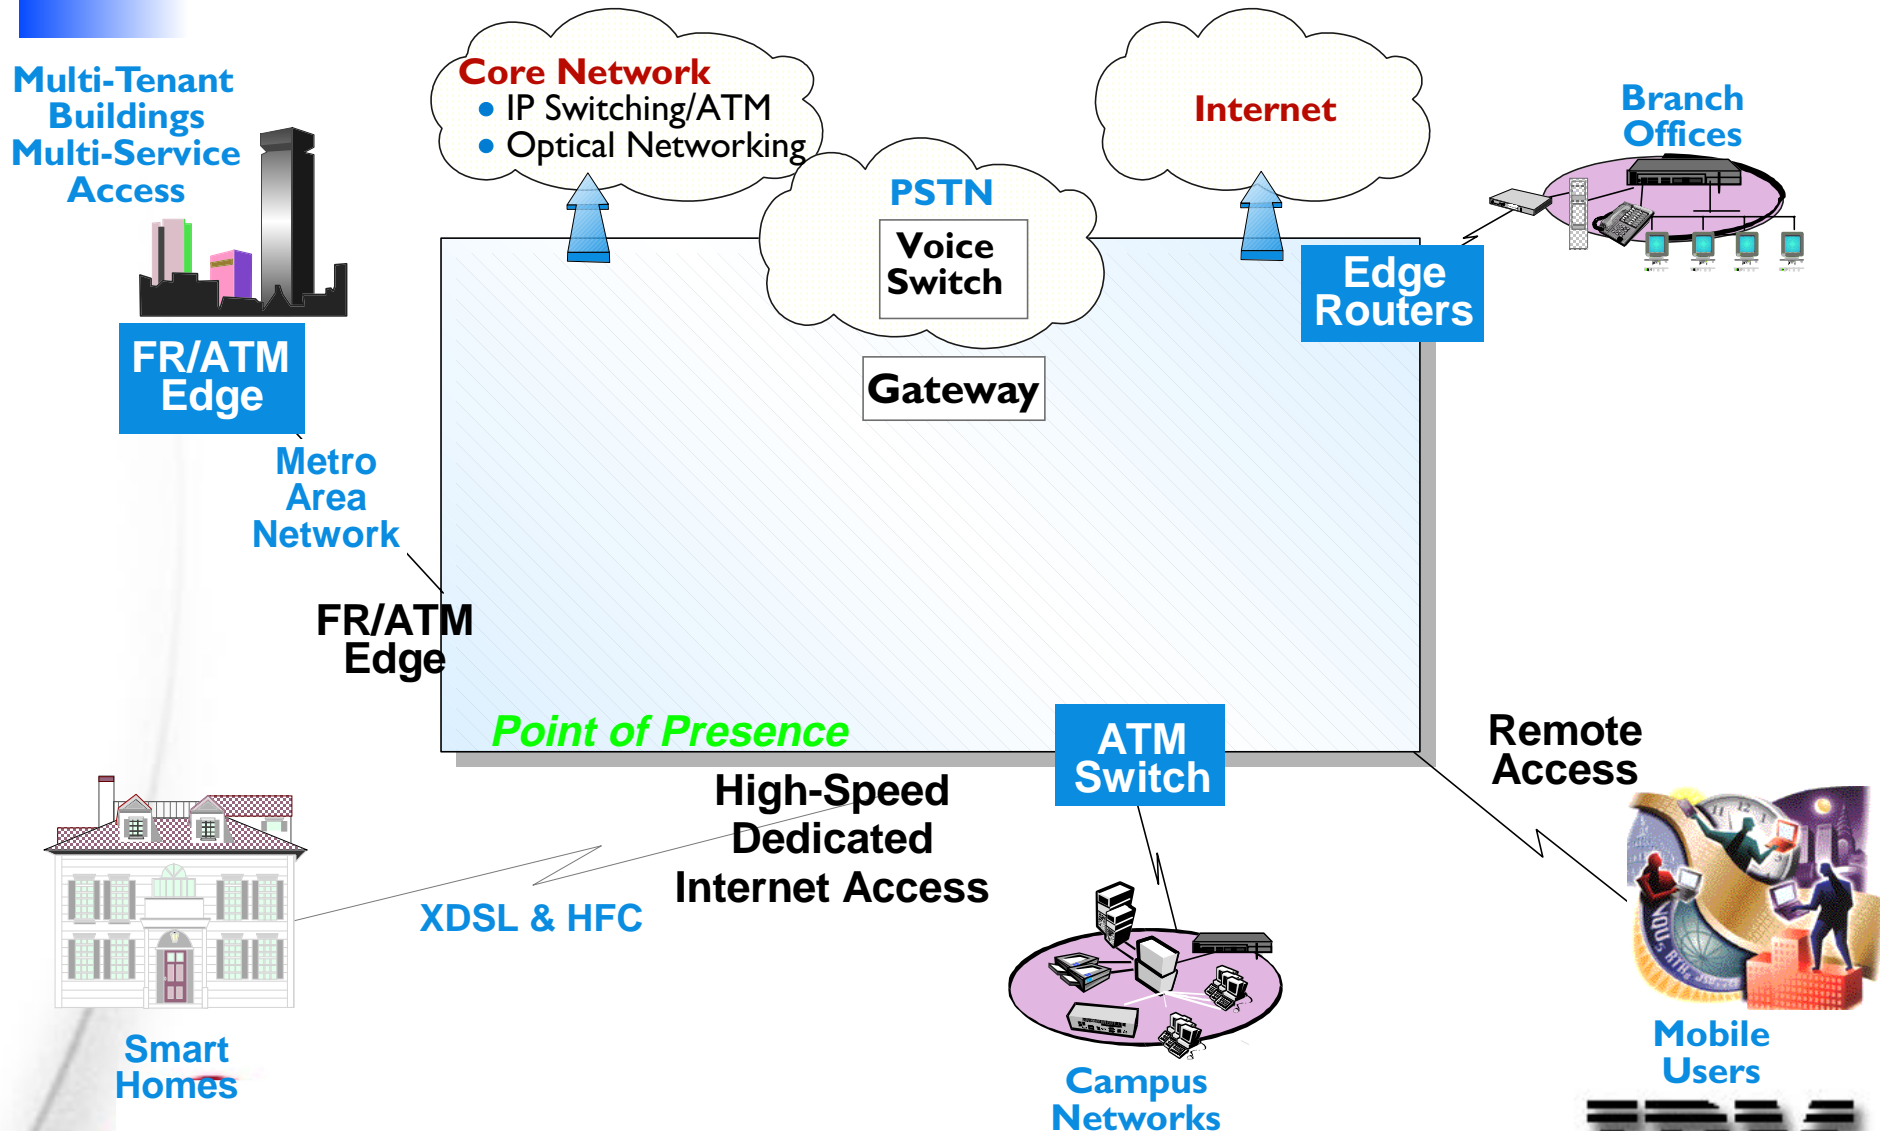 Multi-Tenant
Buildings
Multi-Service
Access
Core Network
• IP Switching/ATM
• Optical Networking
Internet
Branch
Offices
PSTN
Voice
Switch
Edge
Routers
FR/ATM
Edge
Gateway
Metro
Area
Network
FR/ATM
Edge
Point of Presence
ATM
Switch
Remote
Access
High-Speed
Dedicated
Internet Access
XDSL & HFC
Smart
Homes
Campus
Networks
Mobile
Users